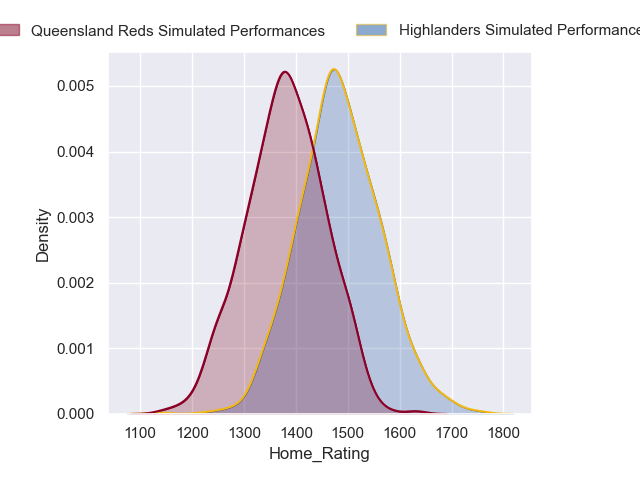 Queensland Reds Simulated Performances Highlanders Simulated Performance
0.005
0.004
0.003
0.002
0.001
0.000
Density
1100 1200 1300 1400 1500 1600 1700 1800
Home_Rating